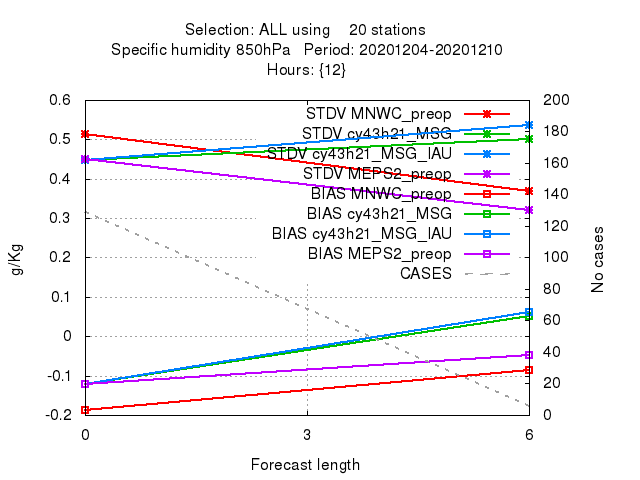 Selection: ALL using 20 stations
Specific humidity 850hPa Period: 20201204-20201210
Hours: {12}
0.6
0.5
0.4
0.3
0.2
0.1
0
-0.1
-0.2
g/Kg
STDV MNWC_preop
STDV cy43h21_MSG
STDV cy43h21_MSG_IAU
STDV MEPS2_preop
BIAS MNWC_preop
BIAS cy43h21_MSG
BIAS cy43h21_MSG_IAU
BIAS MEPS2_preop
CASES
200
180
160
140
120
100
80
60
40
20
0
No cases
0 3 6
Forecast length